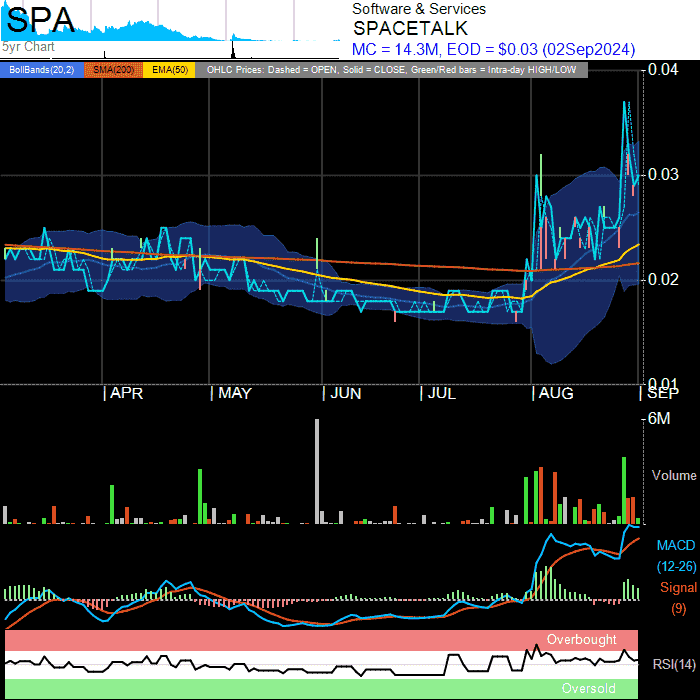 SPA
5yr Chart
Software & Services
SPACETALK
MC = 14.3M, EOD = $0.03 (02Sep2024)
BollBands(20,2) SMA(200) EMA(50) OHLC Prices: Dashed = OPEN, Solid = CLOSE, Green/Red bars = Intra-day HIGH/LOW
0.04
0.03
0.02
0.01
APR MAY JUN JUL AUG SEP
6M
Volume
MACD
(12-26)
Signal
(9)
Overbought
RSI(14)
Oversold